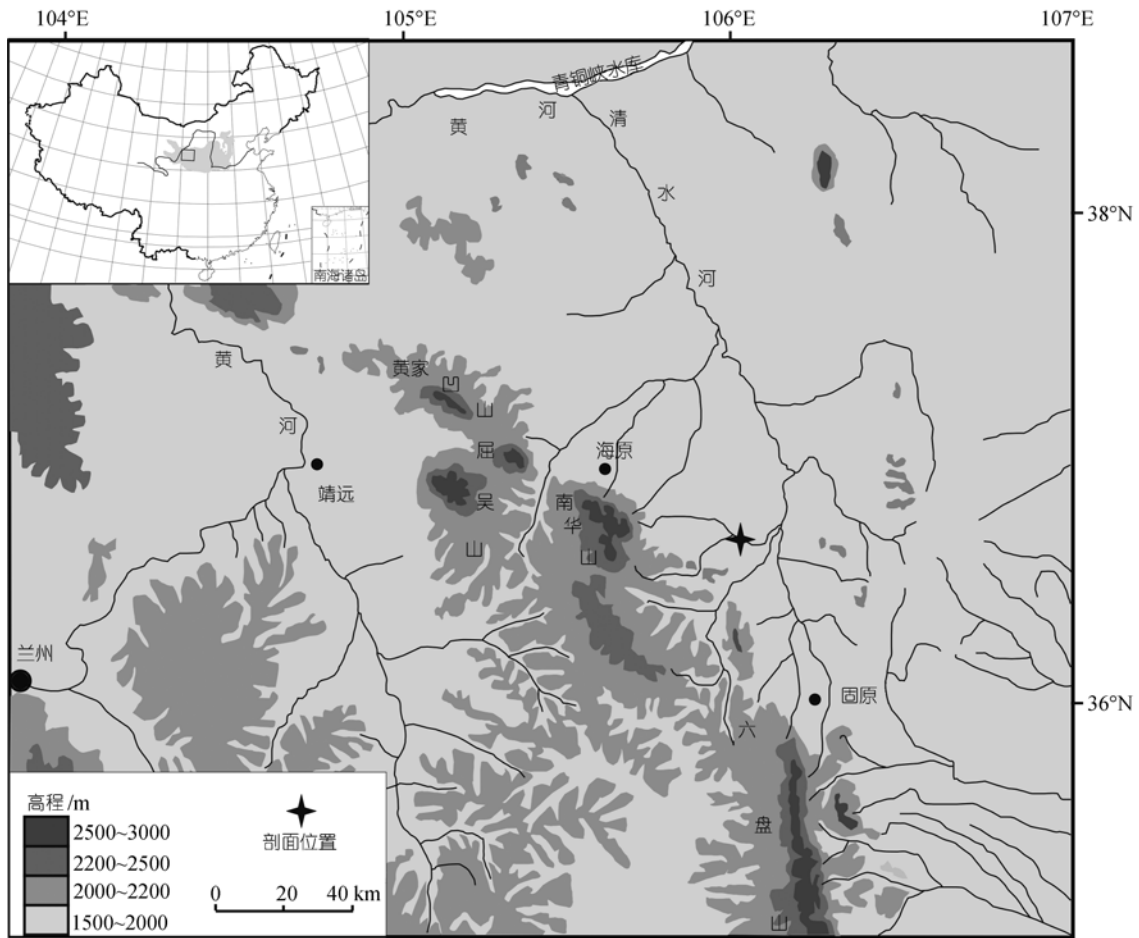 104°E
105°E
106°E
107°E
青铜峡水库
黄
河
清
水
河
38°N
南海诸岛
黄
河
黄家
凹
山
屈
吴
山
海原
靖远
南
华
山
兰州
固原
36°N
六
盘
山
高程/m
2500~3000
2200~2500
2000~2200
1500~2000
剖面位置
0 20 40 km